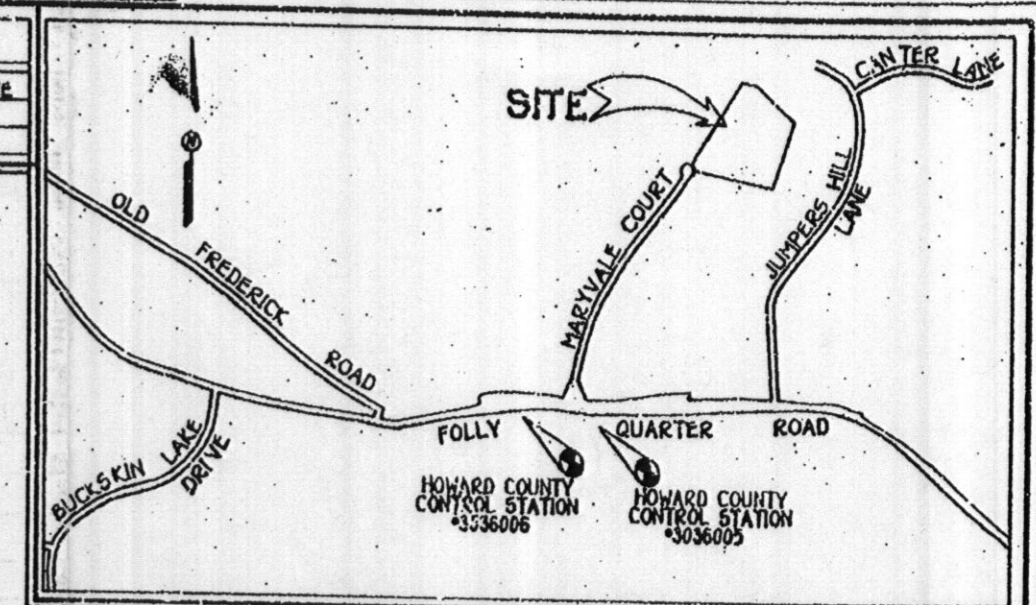 CANTER LANE
SITE
OLD FREDERICK ROAD
MARYVALE COURT
JUMPERS HILL
LANE
FOLLY QUARTER ROAD
BUCKSKIN LAKE
DRIVE
HOWARD COUNTY
CONTROL STATION
HOWARD COUNTY
CONTROL STATION
•3036005